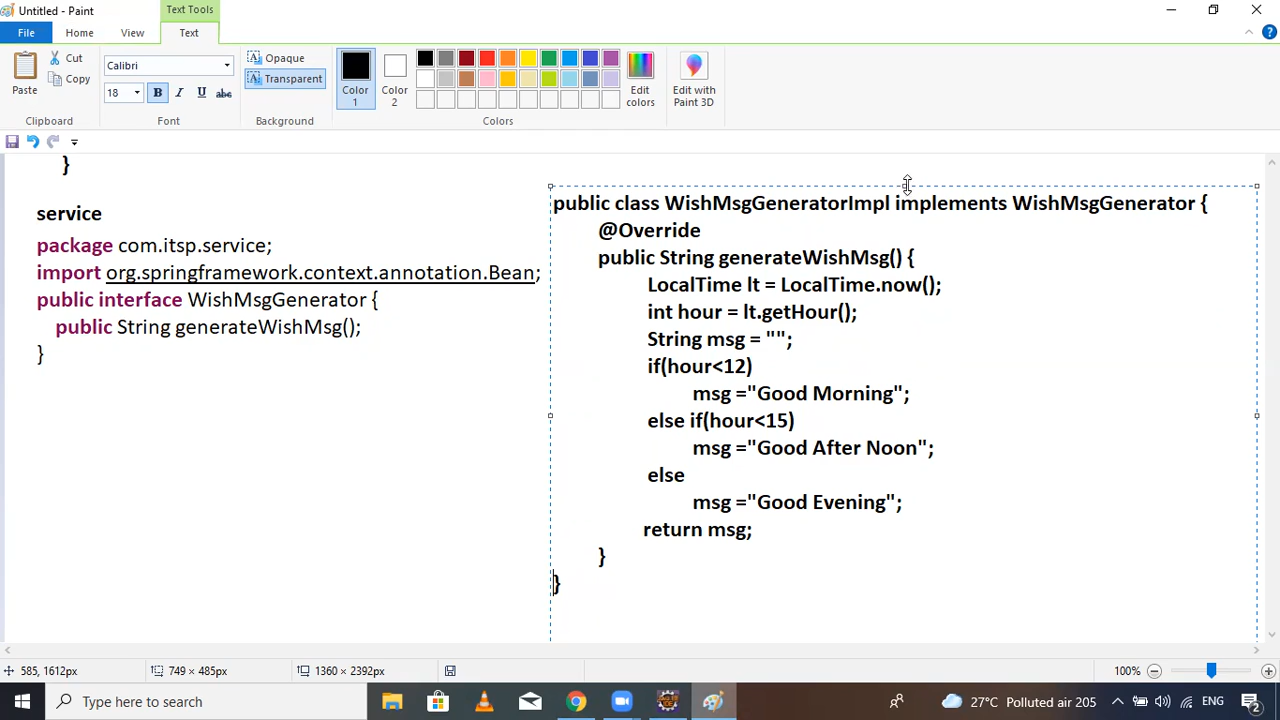 Untitled - Paint
Text Tools
File
Home
View
Text
Paste
Cut
Copy
Clipboard
Calibri
18
B
I
U
abc
Font
Opaque
Transparent
Background
Color
1
Color
2
Colors
Edit
colors
Edit with
Paint 3D
}
service
package com.itsp.service;
import org.springframework.context.annotation.Bean;
public interface WishMsgGenerator {
public String generateWishMsg();
}
public class WishMsgGeneratorImpl implements WishMsgGenerator {
@Override
public String generateWishMsg() {
LocalTime lt = LocalTime.now();
int hour = lt.getHour();
String msg = "";
if(hour<12)
msg ="Good Morning";
else if(hour<15)
msg ="Good After Noon";
else
msg ="Good Evening";
return msg;
}
}
585, 1612px
749 × 485px
1360 × 2392px
100%
Type here to search
27°C Polluted air 205
ENG
2